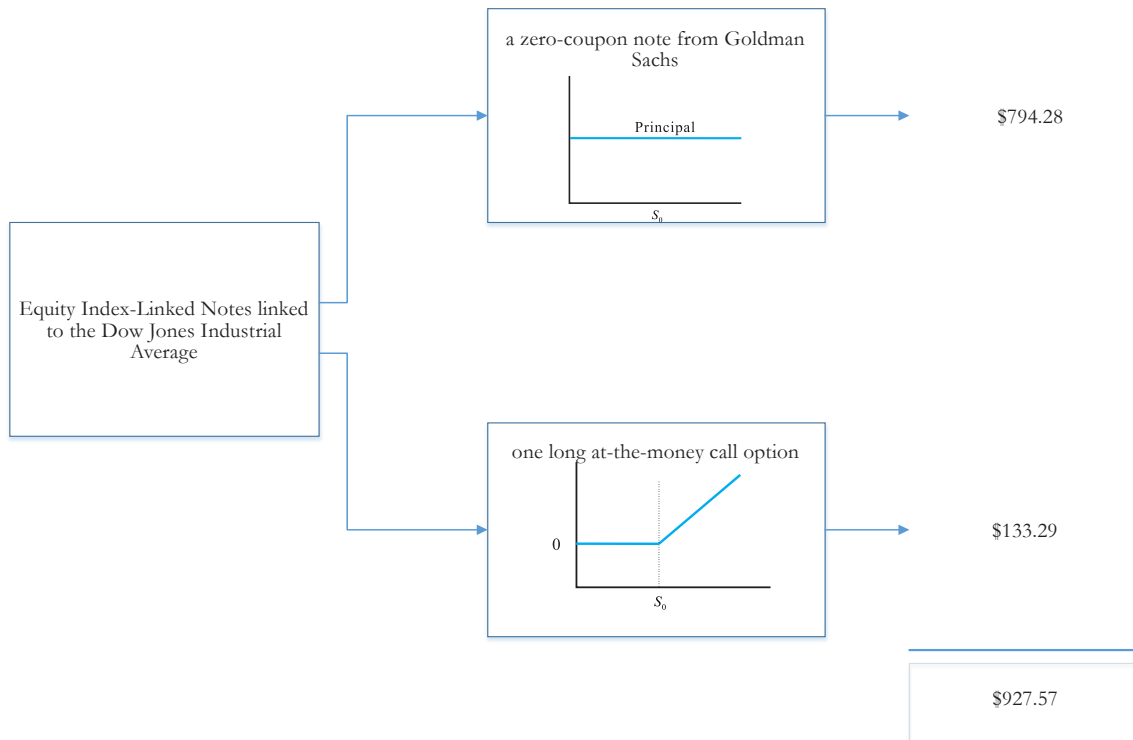 a zero-coupon note from Goldman
Sachs
Principal
S₀
$794.28
Equity Index-Linked Notes linked
to the Dow Jones Industrial
Average
one long at-the-money call option
0
S₀
$133.29
$927.57